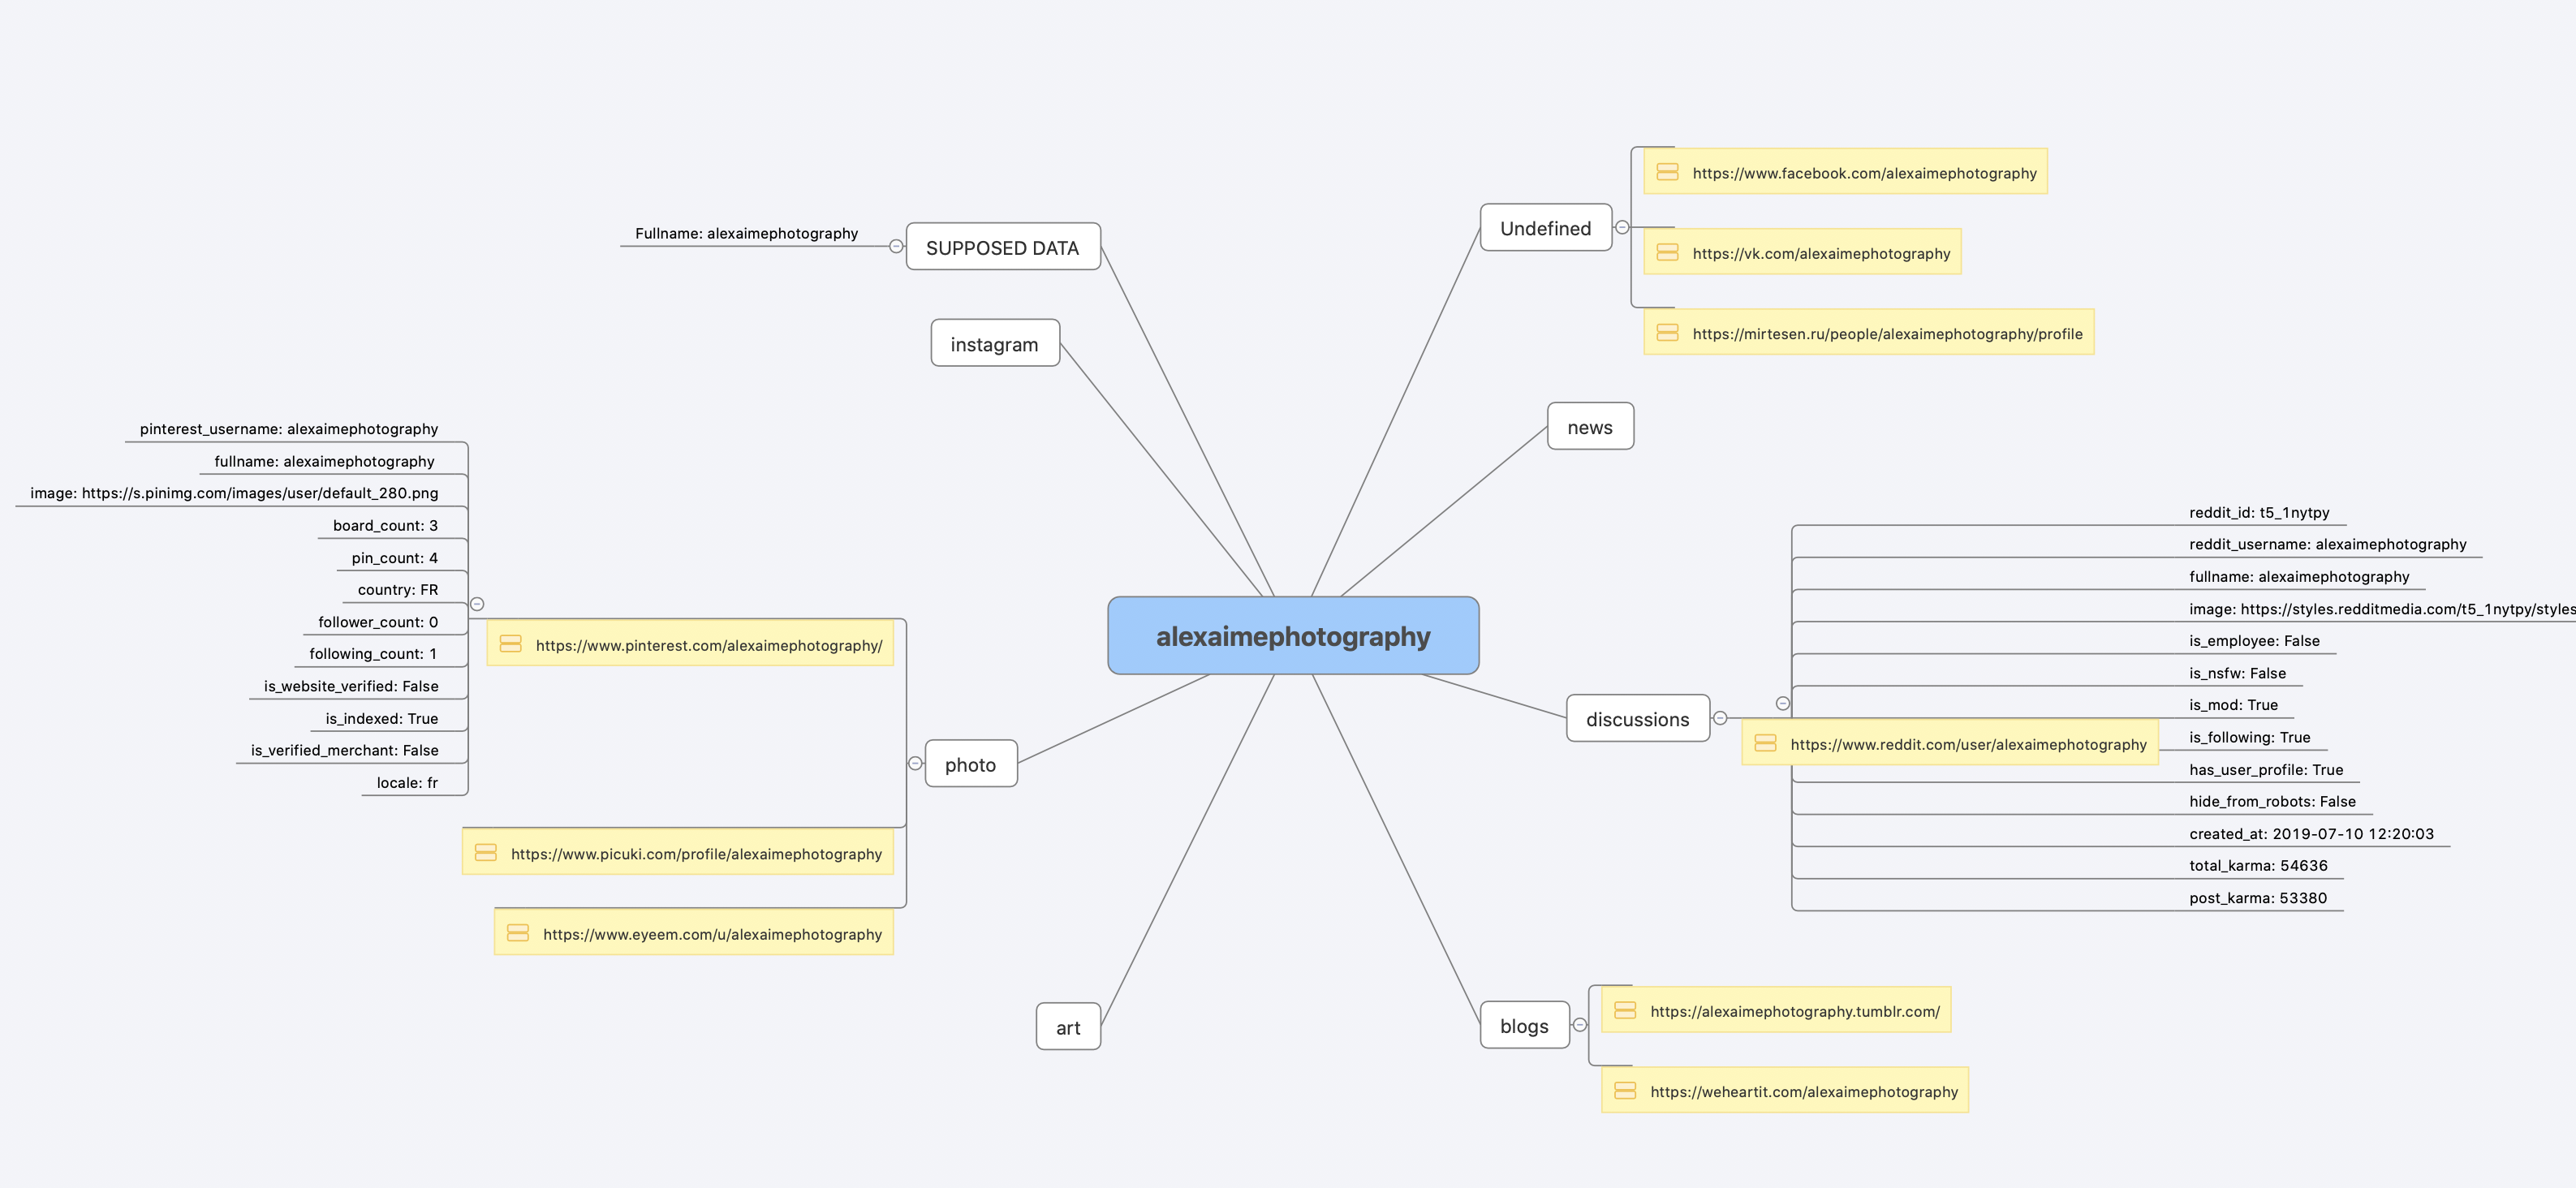 alexaimephotography
SUPPOSED DATA
Fullname: alexaimephotography
instagram
photo
https://www.pinterest.com/alexaimephotography/
pinterest_username: alexaimephotography
fullname: alexaimephotography
image: https://s.pinimg.com/images/user/default_280.png
board_count: 3
pin_count: 4
country: FR
follower_count: 0
following_count: 1
is_website_verified: False
is_indexed: True
is_verified_merchant: False
locale: fr
https://www.picuki.com/profile/alexaimephotography
https://www.eyeem.com/u/alexaimephotography
art
Undefined
https://www.facebook.com/alexaimephotography
https://vk.com/alexaimephotography
https://mirtesen.ru/people/alexaimephotography/profile
news
discussions
https://www.reddit.com/user/alexaimephotography
reddit_id: t5_1nytpy
reddit_username: alexaimephotography
fullname: alexaimephotography
image: https://styles.redditmedia.com/t5_1nytpy/styles
is_employee: False
is_nsfw: False
is_mod: True
is_following: True
has_user_profile: True
hide_from_robots: False
created_at: 2019-07-10 12:20:03
total_karma: 54636
post_karma: 53380
blogs
https://alexaimephotography.tumblr.com/
https://weheartit.com/alexaimephotography